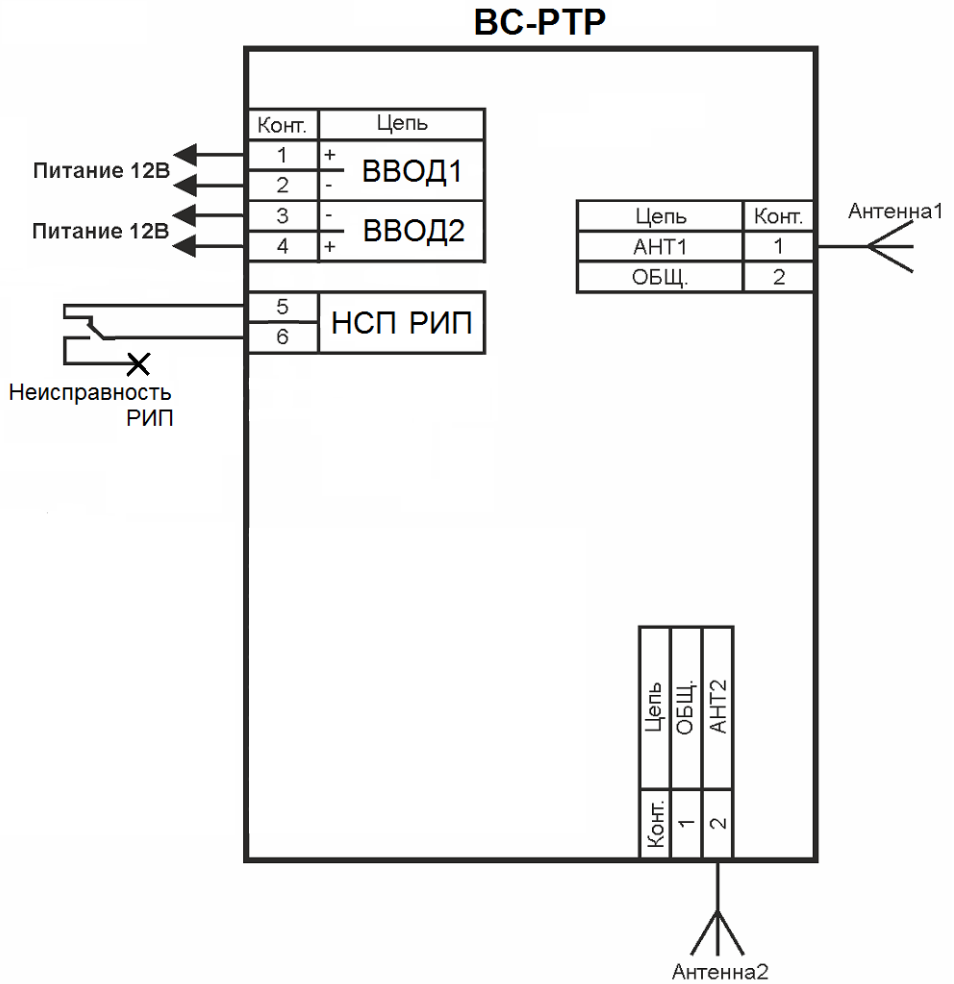 ВС-РТР
Конт. Цепь
Питание 12В
1 +
2 -
ВВОД1
Питание 12В
3 -
4 +
ВВОД2
5
6
НСП РИП
Неисправность
РИП
Цепь Конт.
АНТ1 1
ОБЩ. 2
Антенна1
Цепь Конт.
ОБЩ. 1
АНТ2 2
Антенна2